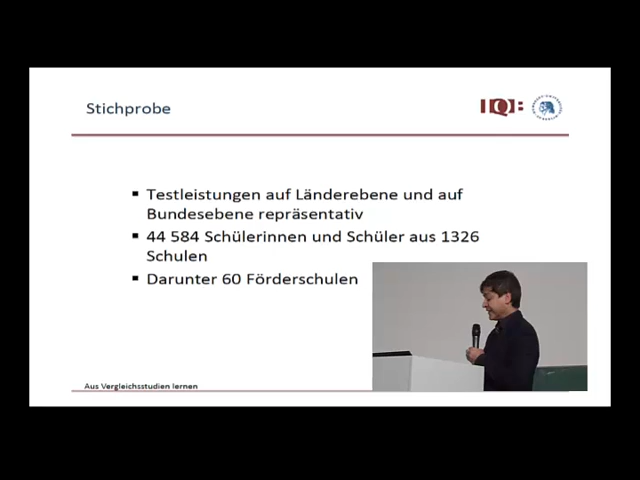 Stichprobe
IQB
Testleistungen auf Länderebene und auf
Bundesebene repräsentativ
44 584 Schülerinnen und Schüler aus 1326
Schulen
Darunter 60 Förderschulen
Aus Vergleichsstudien lernen